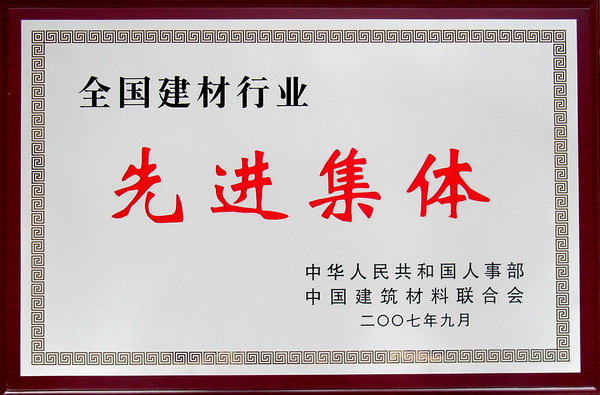 全国建材行业
先进集体
中华人民共和国人事部
中国建筑材料联合会
二〇〇七年九月